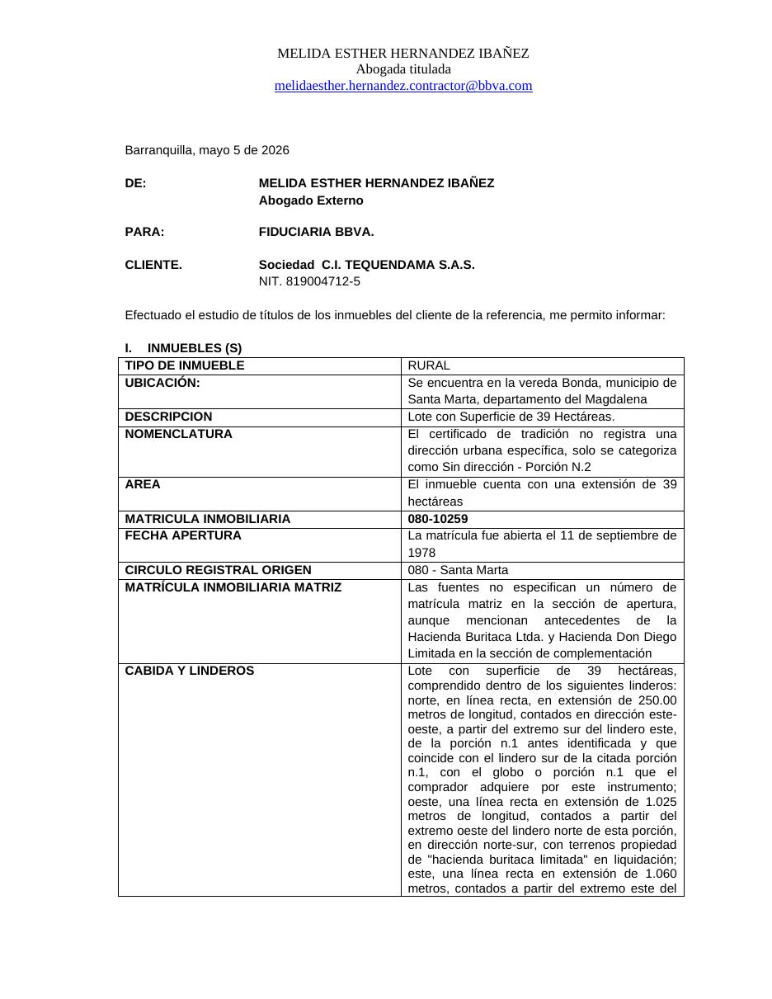 MELIDA ESTHER HERNANDEZ IBAÑEZ
Abogada titulada
melidaesther.hernandez.contractor@bbva.com
Barranquilla, mayo 5 de 2026
DE: MELIDA ESTHER HERNANDEZ IBAÑEZ
Abogado Externo
PARA: FIDUCIARIA BBVA.
CLIENTE. Sociedad C.I. TEQUENDAMA S.A.S.
NIT. 819004712-5
Efectuado el estudio de títulos de los inmuebles del cliente de la referencia, me permito informar:
I. INMUEBLES (S)
TIPO DE INMUEBLE RURAL
UBICACIÓN: Se encuentra en la vereda Bonda, municipio de
Santa Marta, departamento del Magdalena
DESCRIPCION Lote con Superficie de 39 Hectáreas.
NOMENCLATURA El certificado de tradición no registra una
dirección urbana específica, solo se categoriza
como Sin dirección - Porción N.2
AREA El inmueble cuenta con una extensión de 39
hectáreas
MATRICULA INMOBILIARIA 080-10259
FECHA APERTURA La matrícula fue abierta el 11 de septiembre de
1978
CIRCULO REGISTRAL ORIGEN 080 - Santa Marta
MATRÍCULA INMOBILIARIA MATRIZ Las fuentes no especifican un número de
matrícula matriz en la sección de apertura,
aunque mencionan antecedentes de la
Hacienda Buritaca Ltda. y Hacienda Don Diego
Limitada en la sección de complementación
CABIDA Y LINDEROS Lote con superficie de 39 hectáreas,
comprendido dentro de los siguientes linderos:
norte, en línea recta, en extensión de 250.00
metros de longitud, contados en dirección este-
oeste, a partir del extremo sur del lindero este,
de la porción n.1 antes identificada y que
coincide con el lindero sur de la citada porción
n.1, con el globo o porción n.1 que el
comprador adquiere por este instrumento;
oeste, una línea recta en extensión de 1.025
metros de longitud, contados a partir del
extremo oeste del lindero norte de esta porción,
en dirección norte-sur, con terrenos propiedad
de "hacienda buritaca limitada" en liquidación;
este, una línea recta en extensión de 1.060
metros, contados a partir del extremo este del